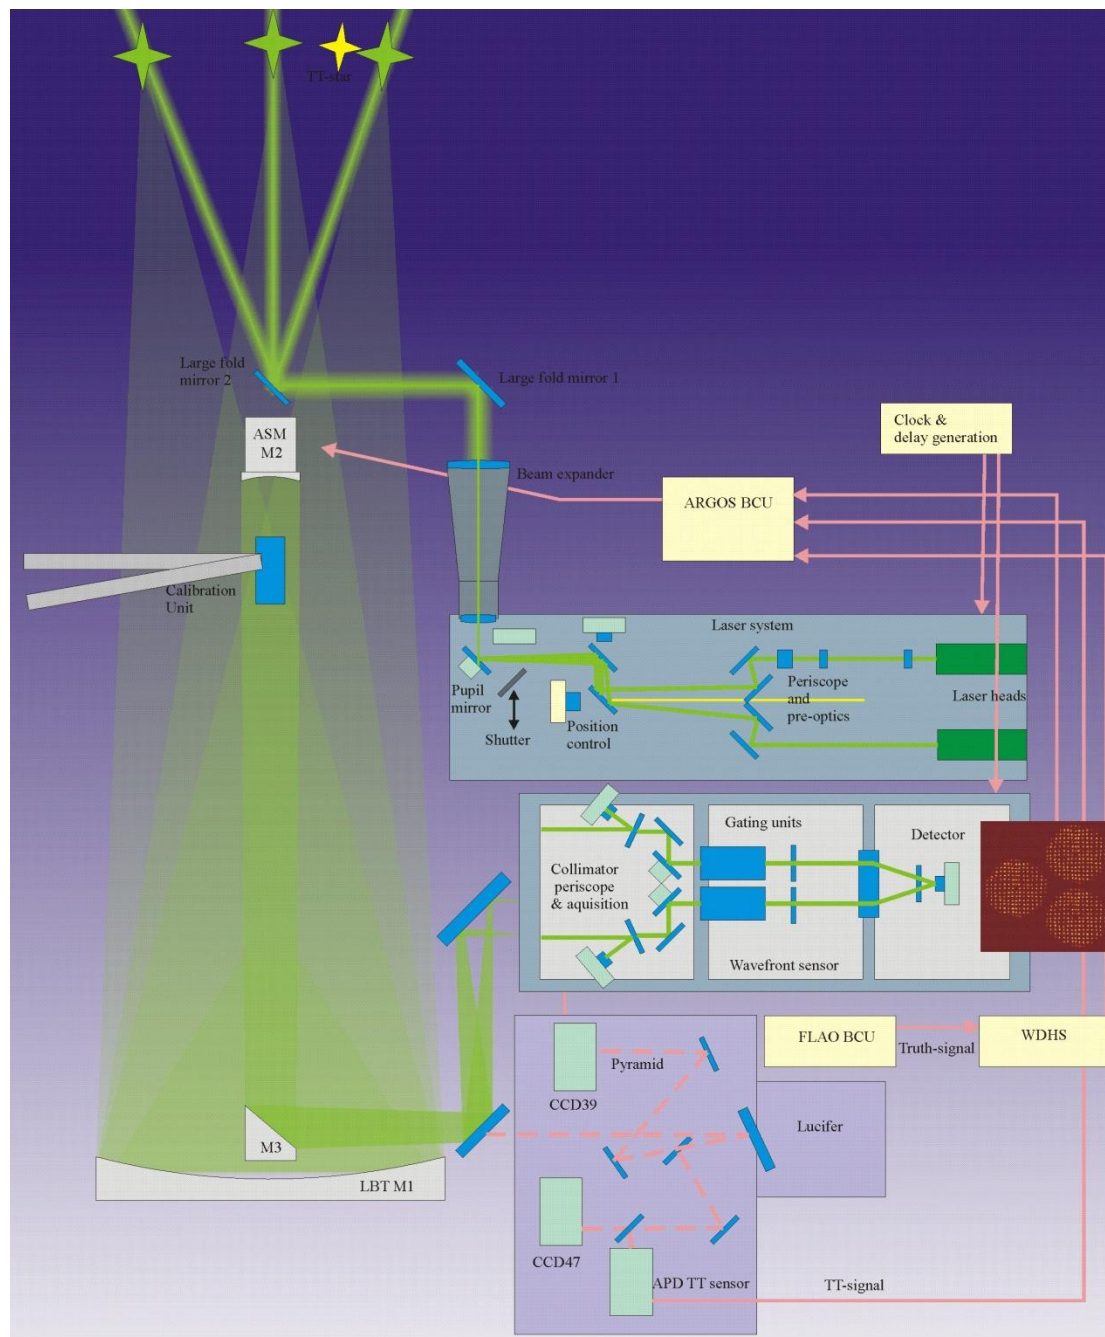 TT-star
Large fold
mirror 2
Large fold mirror 1
ASM
M2
Beam expander
Clock &
delay generation
ARGOS BCU
Calibration
Unit
Laser system
Pupil
mirror
Shutter
Position
control
Periscope
and
pre-optics
Laser heads
Gating units
Detector
Collimator
periscope
& aquisition
Wavefront sensor
FLAO BCU
Truth-signal
WDHS
Pyramid
CCD39
Lucifer
M3
LBT M1
CCD47
APD TT sensor
TT-signal